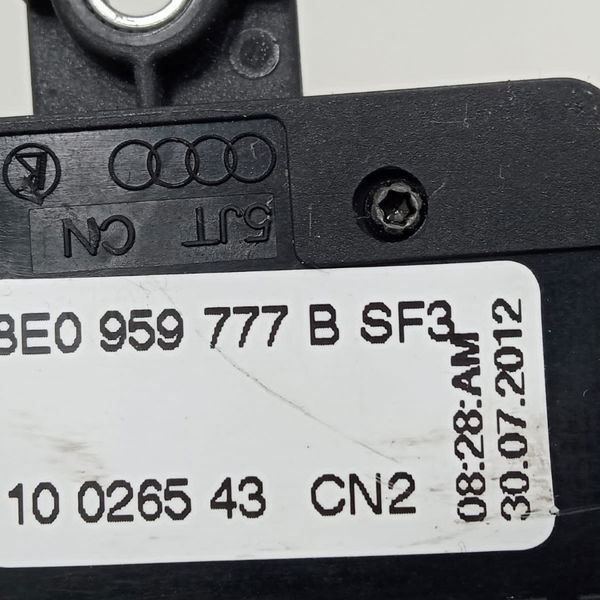 5JT CN
8E0 959 777 B SF3
10 0265 43 CN2
08:28:AM
30.07.2012